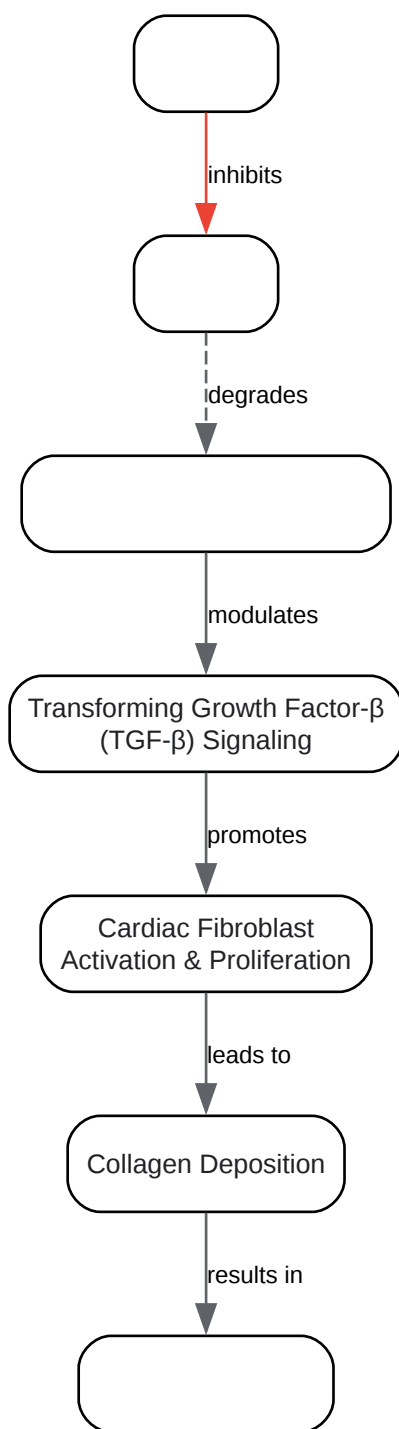 inhibits
degrades
modulates
Transforming Growth Factor-β
(TGF-β) Signaling
promotes
Cardiac Fibroblast
Activation & Proliferation
leads to
Collagen Deposition
results in